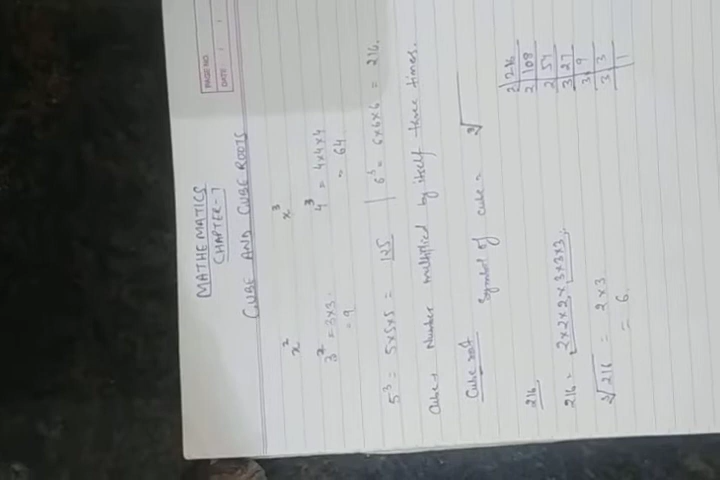 PAGE NO
DATE : / /
MATHEMATICS
CHAPTER-7
CUBE AND CUBE ROOTS
x² x³
3² = 3×3 4³ = 4×4×4
= 9 = 64
5³ = 5×5×5 = 125 | 6³ = 6×6×6 = 216.
Number multiplied by itself three times.
Cube root Symbol of cube = ∛
216
216 = 2×2×2×3×3×3
∛216 = 2×3
= 6
2 216
2 108
2 54
3 27
3 9
3 3
1